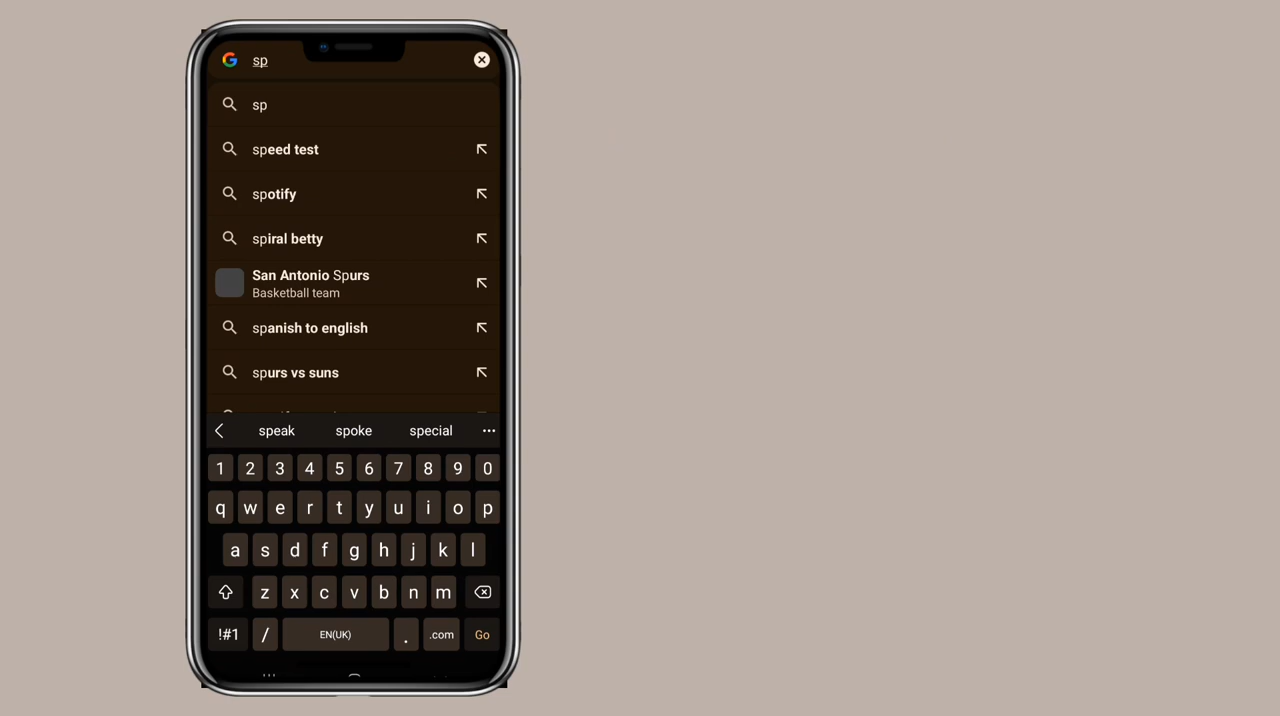 sp
sp
speed test
spotify
spiral betty
San Antonio Spurs
Basketball team
spanish to english
spurs vs suns
speak spoke special
1 2 3 4 5 6 7 8 9 0
q w e r t y u i o p
a s d f g h j k l
z x c v b n m
!#1 / EN(UK) . .com Go